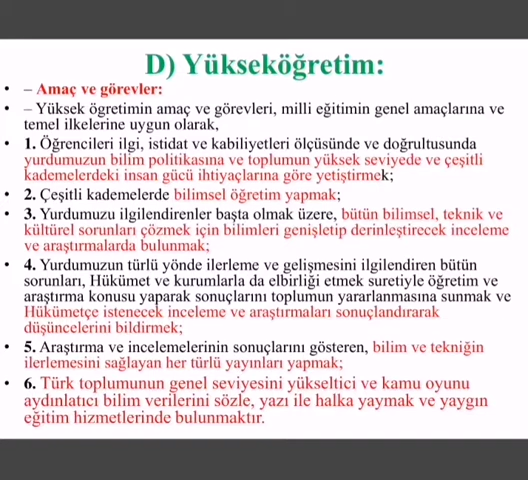 D) Yükseköğretim:
• – Amaç ve görevler:
• – Yüksek ögretimin amaç ve görevleri, milli eğitimin genel amaçlarına ve
temel ilkelerine uygun olarak,
• 1. Öğrencileri ilgi, istidat ve kabiliyetleri ölçüsünde ve doğrultusunda
yurdumuzun bilim politikasına ve toplumun yüksek seviyede ve çeşitli
kademelerdeki insan gücü ihtiyaçlarına göre yetiştirmek;
• 2. Çeşitli kademelerde bilimsel öğretim yapmak;
• 3. Yurdumuzu ilgilendirenler başta olmak üzere, bütün bilimsel, teknik ve
kültürel sorunları çözmek için bilimleri genişletip derinleştirecek inceleme
ve araştırmalarda bulunmak;
• 4. Yurdumuzun türlü yönde ilerleme ve gelişmesini ilgilendiren bütün
sorunları, Hükümet ve kurumlarla da elbirliği etmek suretiyle öğretim ve
araştırma konusu yaparak sonuçlarını toplumun yararlanmasına sunmak ve
Hükümetçe istenecek inceleme ve araştırmaları sonuçlandırarak
düşüncelerini bildirmek;
• 5. Araştırma ve incelemelerinin sonuçlarını gösteren, bilim ve tekniğin
ilerlemesini sağlayan her türlü yayınları yapmak;
• 6. Türk toplumunun genel seviyesini yükseltici ve kamu oyunu
aydınlatıcı bilim verilerini sözle, yazı ile halka yaymak ve yaygın
eğitim hizmetlerinde bulunmaktır.